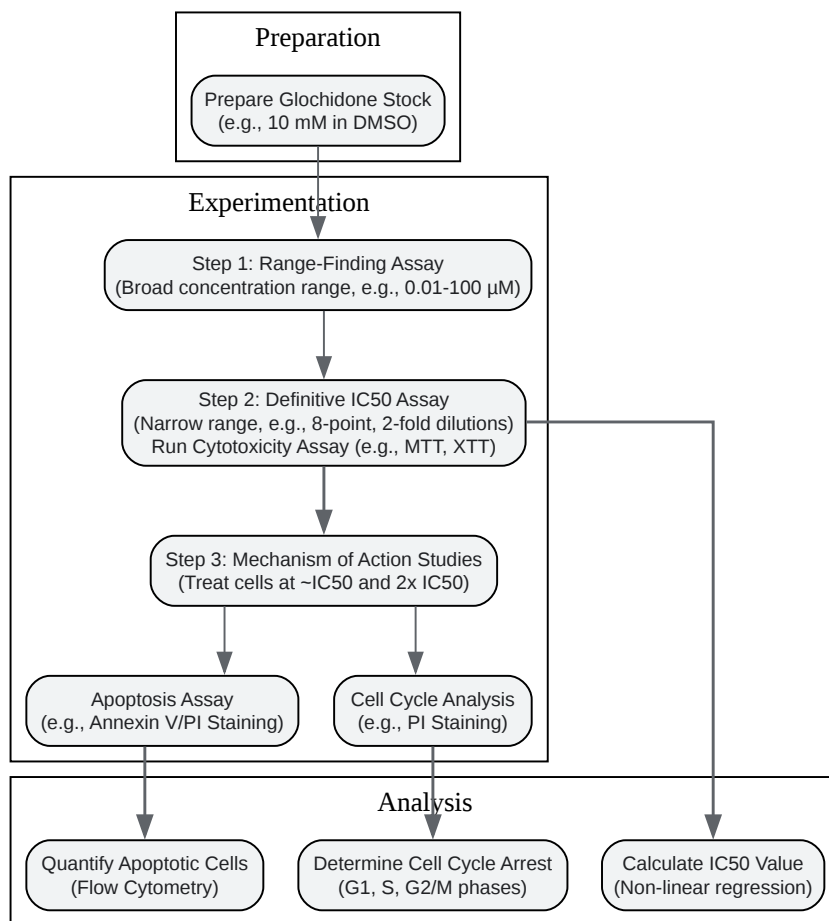 Preparation
Prepare Glochidone Stock
(e.g., 10 mM in DMSO)
Experimentation
Step 1: Range-Finding Assay
(Broad concentration range, e.g., 0.01-100 µM)
Step 2: Definitive IC50 Assay
(Narrow range, e.g., 8-point, 2-fold dilutions)
Run Cytotoxicity Assay (e.g., MTT, XTT)
Step 3: Mechanism of Action Studies
(Treat cells at ~IC50 and 2x IC50)
Apoptosis Assay
(e.g., Annexin V/PI Staining)
Cell Cycle Analysis
(e.g., PI Staining)
Analysis
Quantify Apoptotic Cells
(Flow Cytometry)
Determine Cell Cycle Arrest
(G1, S, G2/M phases)
Calculate IC50 Value
(Non-linear regression)